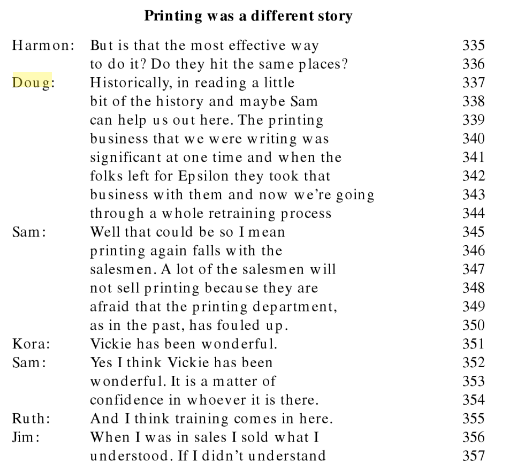 Printing was a different story
Harmon: But is that the most effective way 335
to do it? Do they hit the same places? 336
Doug: Historically, in reading a little 337
bit of the history and maybe Sam 338
can help us out here. The printing 339
business that we were writing was 340
significant at one time and when the 341
folks left for Epsilon they took that 342
business with them and now we're going 343
through a whole retraining process 344
Sam: Well that could be so I mean 345
printing again falls with the 346
salesmen. A lot of the salesmen will 347
not sell printing because they are 348
afraid that the printing department, 349
as in the past, has fouled up. 350
Kora: Vickie has been wonderful. 351
Sam: Yes I think Vickie has been 352
wonderful. It is a matter of 353
confidence in whoever it is there. 354
Ruth: And I think training comes in here. 355
Jim: When I was in sales I sold what I 356
understood. If I didn't understand 357